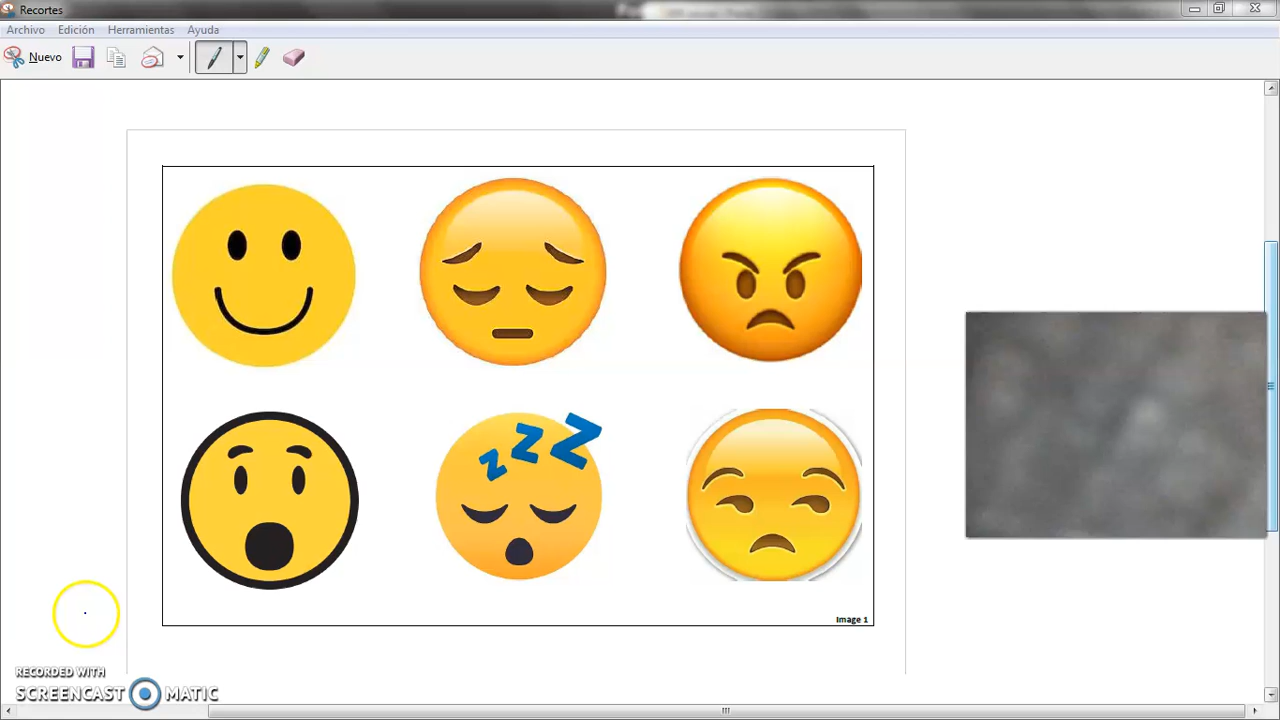 Recortes
Archivo Edición Herramientas Ayuda
Nuevo
z z Z
Image 1
RECORDED WITH
SCREENCAST MATIC